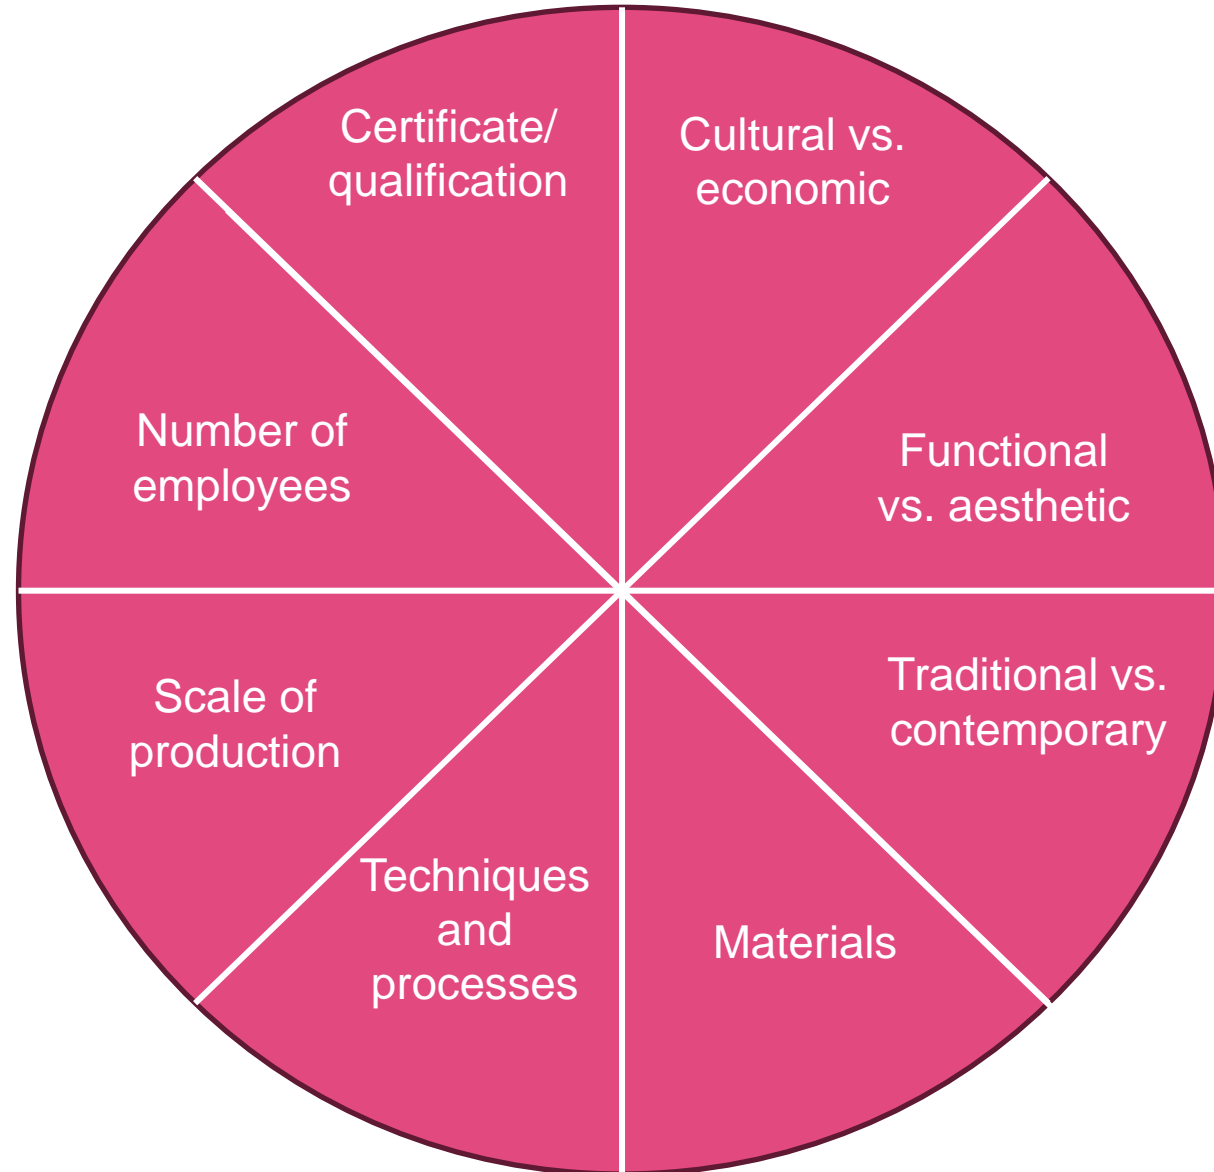 Certificate/
qualification
Cultural vs.
economic
Number of
employees
Functional
vs. aesthetic
Scale of
production
Traditional vs.
contemporary
Techniques
and
processes
Materials